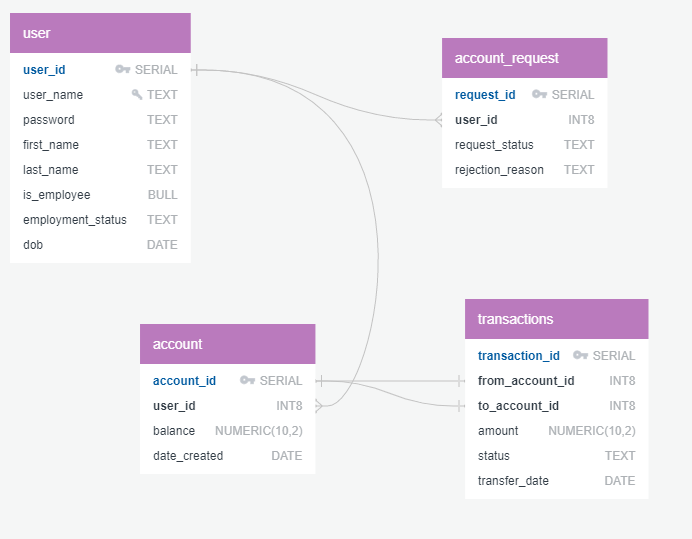 user
user_id SERIAL
user_name TEXT
password TEXT
first_name TEXT
last_name TEXT
is_employee BULL
employment_status TEXT
dob DATE
account_request
request_id SERIAL
user_id INT8
request_status TEXT
rejection_reason TEXT
account
account_id SERIAL
user_id INT8
balance NUMERIC(10,2)
date_created DATE
transactions
transaction_id SERIAL
from_account_id INT8
to_account_id INT8
amount NUMERIC(10,2)
status TEXT
transfer_date DATE